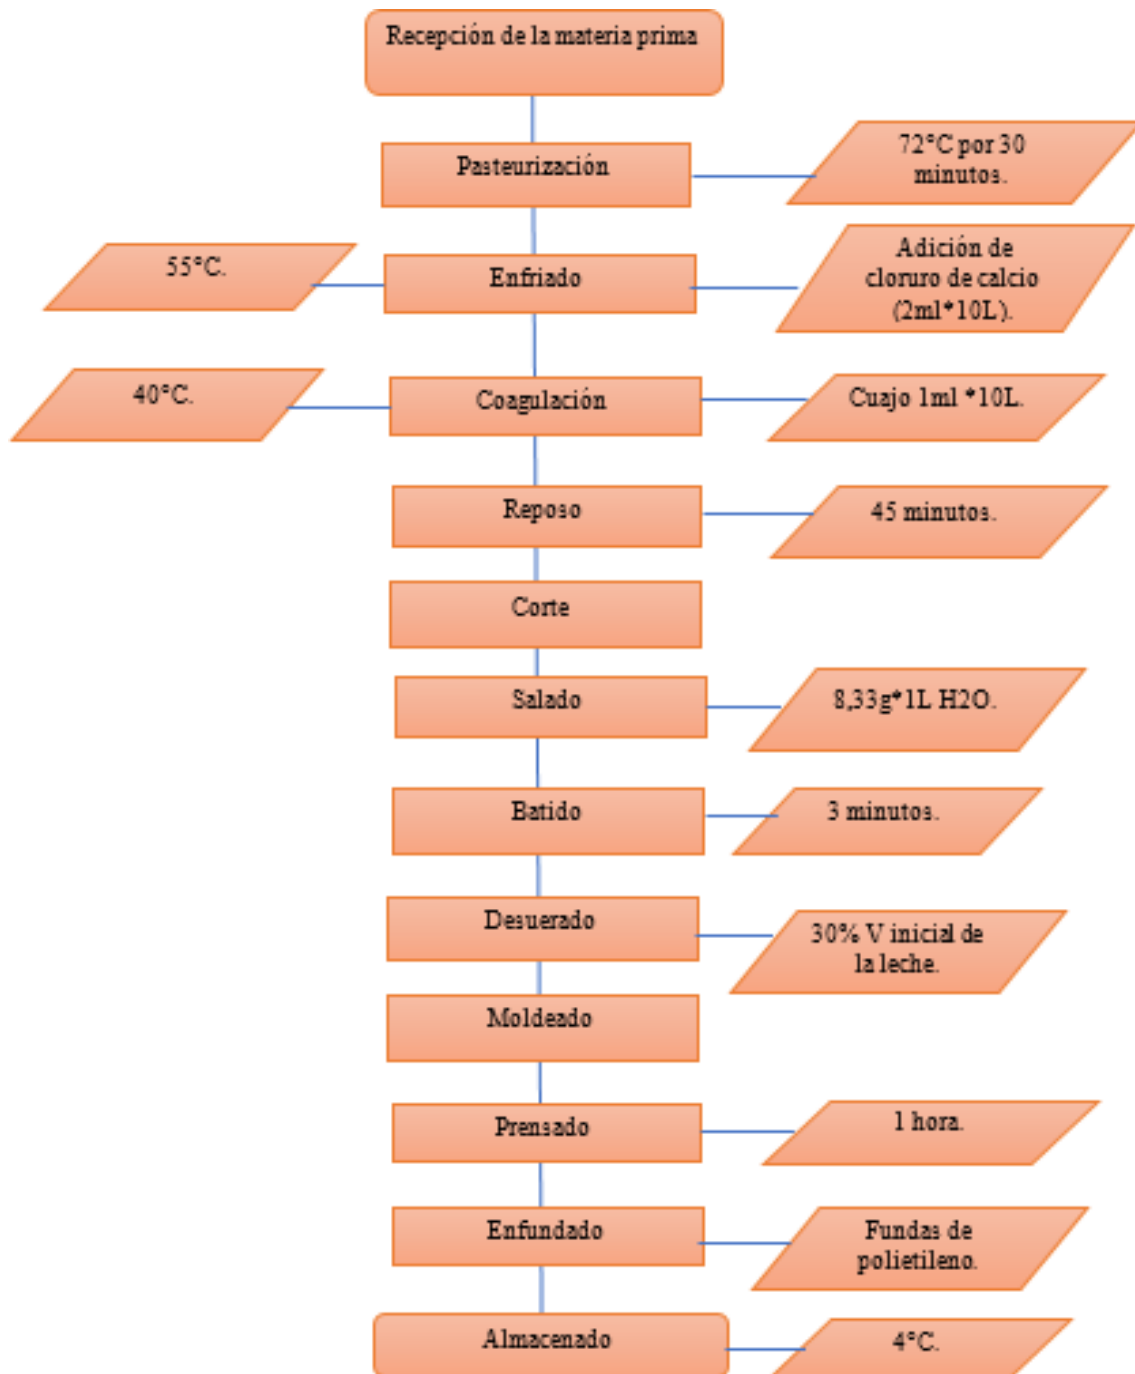 Recepción de la materia prima
Pasteurización
72°C por 30
minutos.
55°C.
Enfriado
Adición de
cloruro de calcio
(2ml*10L).
40°C.
Coagulación
Cuajo 1ml *10L.
Reposo
45 minutos.
Corte
Salado
8,33g*1L H2O.
Batido
3 minutos.
Desuerado
30% V inicial de
la leche.
Moldeado
Prensado
1 hora.
Enfundado
Fundas de
polietileno.
Almacenado
4°C.